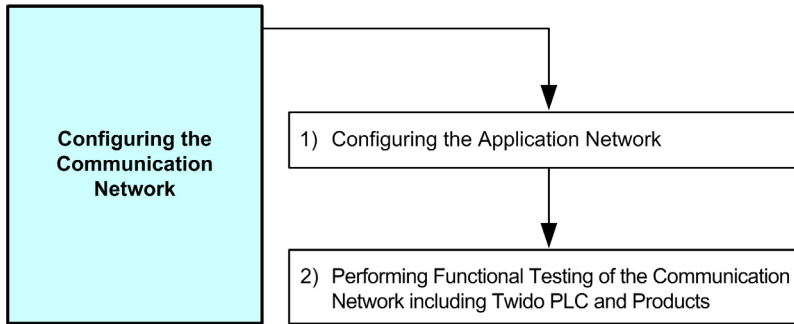 Configuring the
Communication
Network
1) Configuring the Application Network
2) Performing Functional Testing of the Communication
Network including Twido PLC and Products